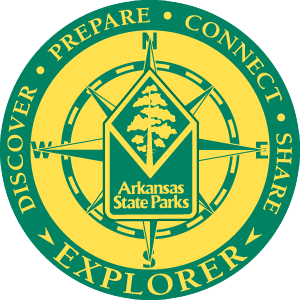 DISCOVER • PREPARE • CONNECT • SHARE
W
E
S
Arkansas
State Parks
EXPLORER